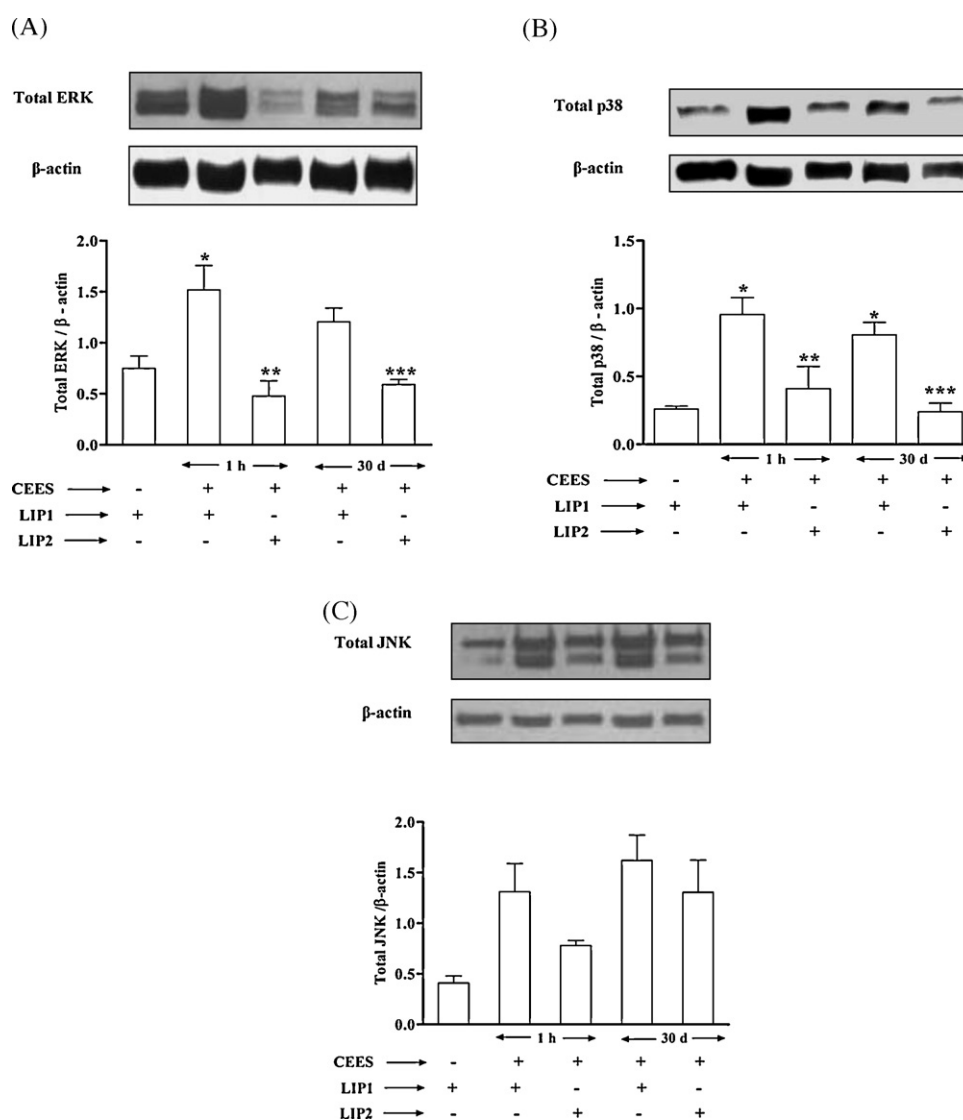 (A)
Total ERK
β-actin
2.0
1.5
1.0
0.5
0.0
Total ERK / β - actin
*
**
***
1 h
30 d
CEES - + + + +
LIP1 + + - + -
LIP2 - - + - +
(B)
Total p38
β-actin
1.5
1.0
0.5
0.0
Total p38 / β - actin
*
**
*
***
1 h
30 d
CEES - + + + +
LIP1 + + - + -
LIP2 - - + - +
(C)
Total JNK
β-actin
2.0
1.5
1.0
0.5
0.0
Total JNK /β-actin
1 h
30 d
CEES - + + + +
LIP1 + + - + -
LIP2 - - + - +